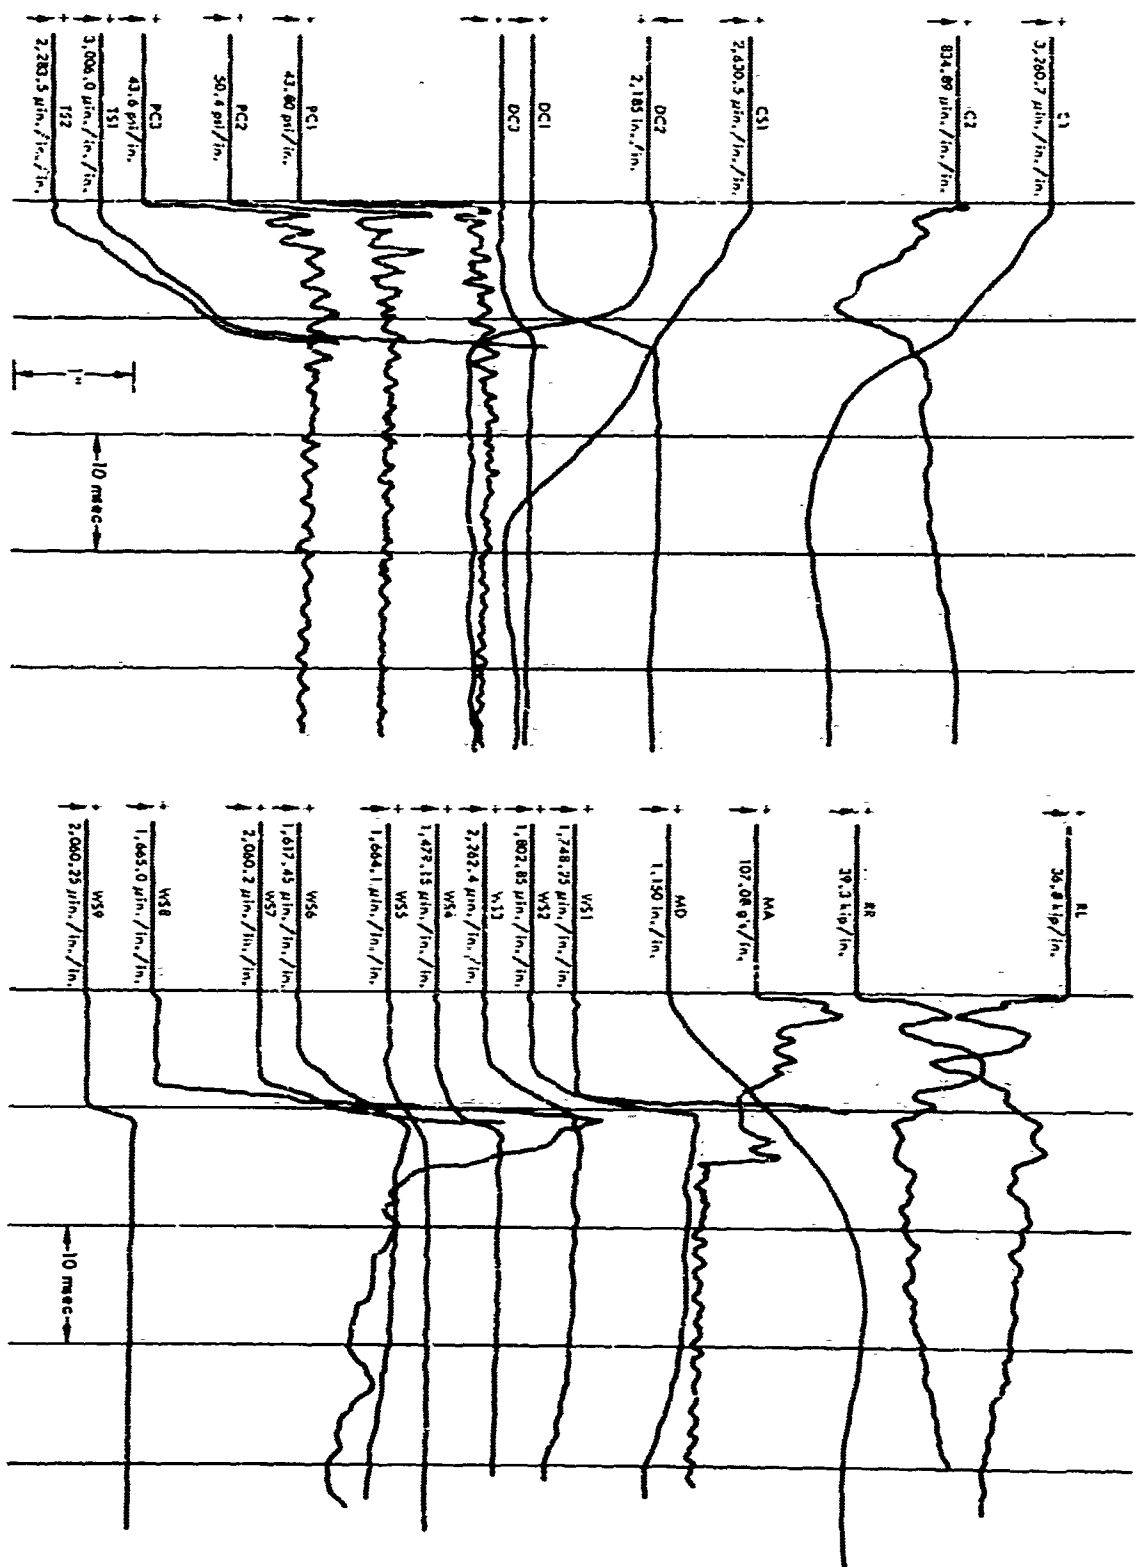 +
3,260.7 μin./in./in.
+
C2
834.89 μin./in./in.
+
CS1
2,630.5 μin./in./in.
+
DC2
2.185 in./in.
DC1
+
DC3
+
PC1
43.80 psi/in.
+
PC2
50.4 psi/in.
+
PC3
43.6 psi/in.
+
TS1
3,006.0 μin./in./in.
+
TS2
2,283.5 μin./in./in.
1"
10 msec
+
RL
36.8 kip/in.
+
RR
39.3 kip/in.
+
MA
107.08 g's/in.
+
MD
1.150 in./in.
+
WS1
1,748.75 μin./in./in.
+
WS2
1,802.85 μin./in./in.
+
WS3
2,262.4 μin./in./in.
+
WS4
1,479.15 μin./in./in.
+
WS5
1,664.1 μin./in./in.
+
WS6
1,617.45 μin./in./in.
+
WS7
2,060.2 μin./in./in.
+
WS8
1,665.0 μin./in./in.
+
WS9
2,060.25 μin./in./in.
10 msec